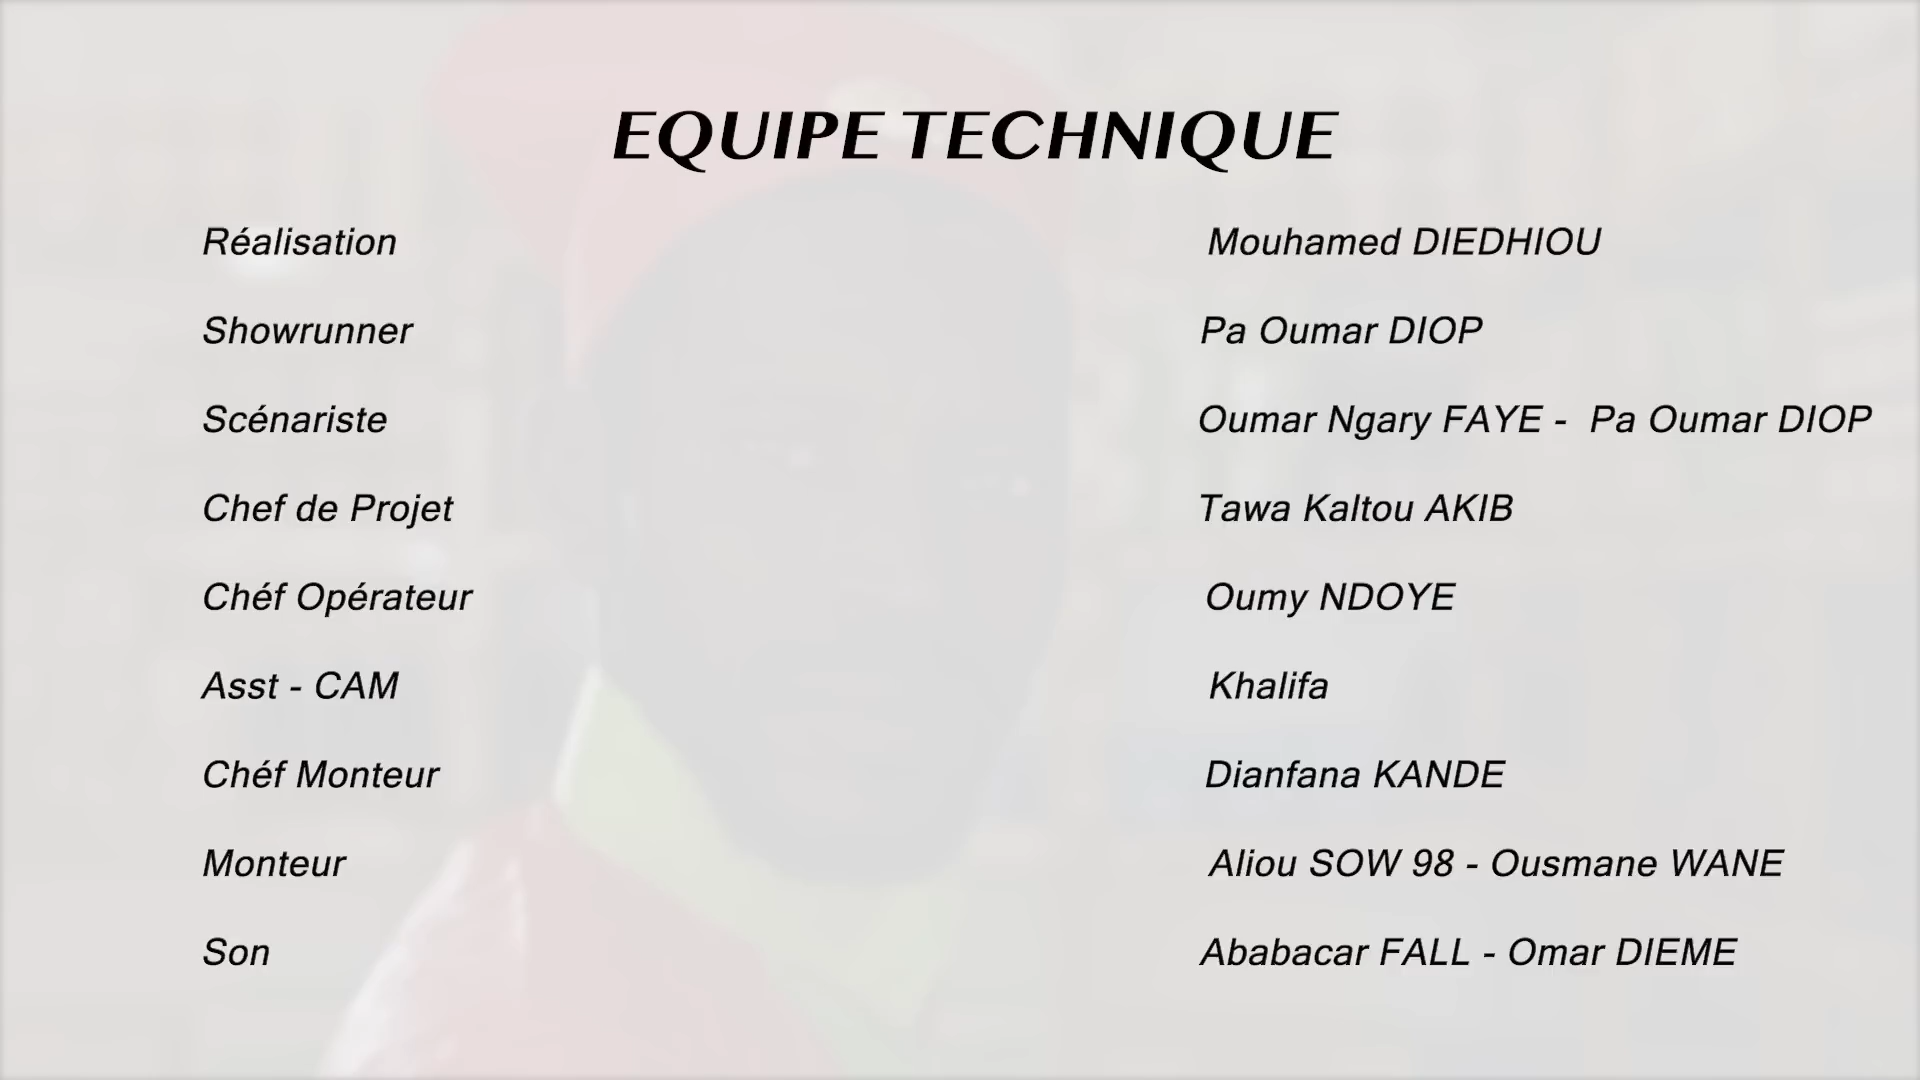 EQUIPE TECHNIQUE
Réalisation Mouhamed DIEDHIOU
Showrunner Pa Oumar DIOP
Scénariste Oumar Ngary FAYE - Pa Oumar DIOP
Chef de Projet Tawa Kaltou AKIB
Chéf Opérateur Oumy NDOYE
Asst - CAM Khalifa
Chéf Monteur Dianfana KANDE
Monteur Aliou SOW 98 - Ousmane WANE
Son Ababacar FALL - Omar DIEME